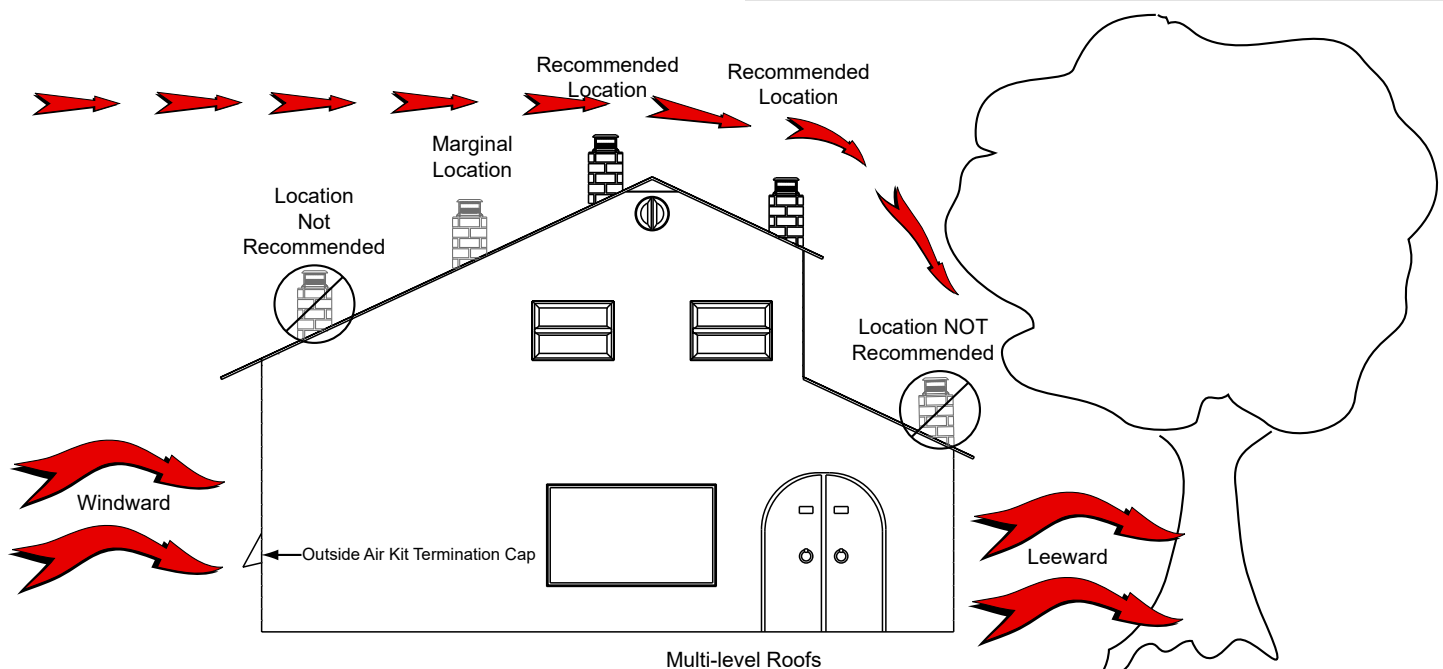 Recommended
Location
Recommended
Location
Marginal
Location
Location
Not
Recommended
Location NOT
Recommended
Windward
Outside Air Kit Termination Cap
Leeward
Multi-level Roofs